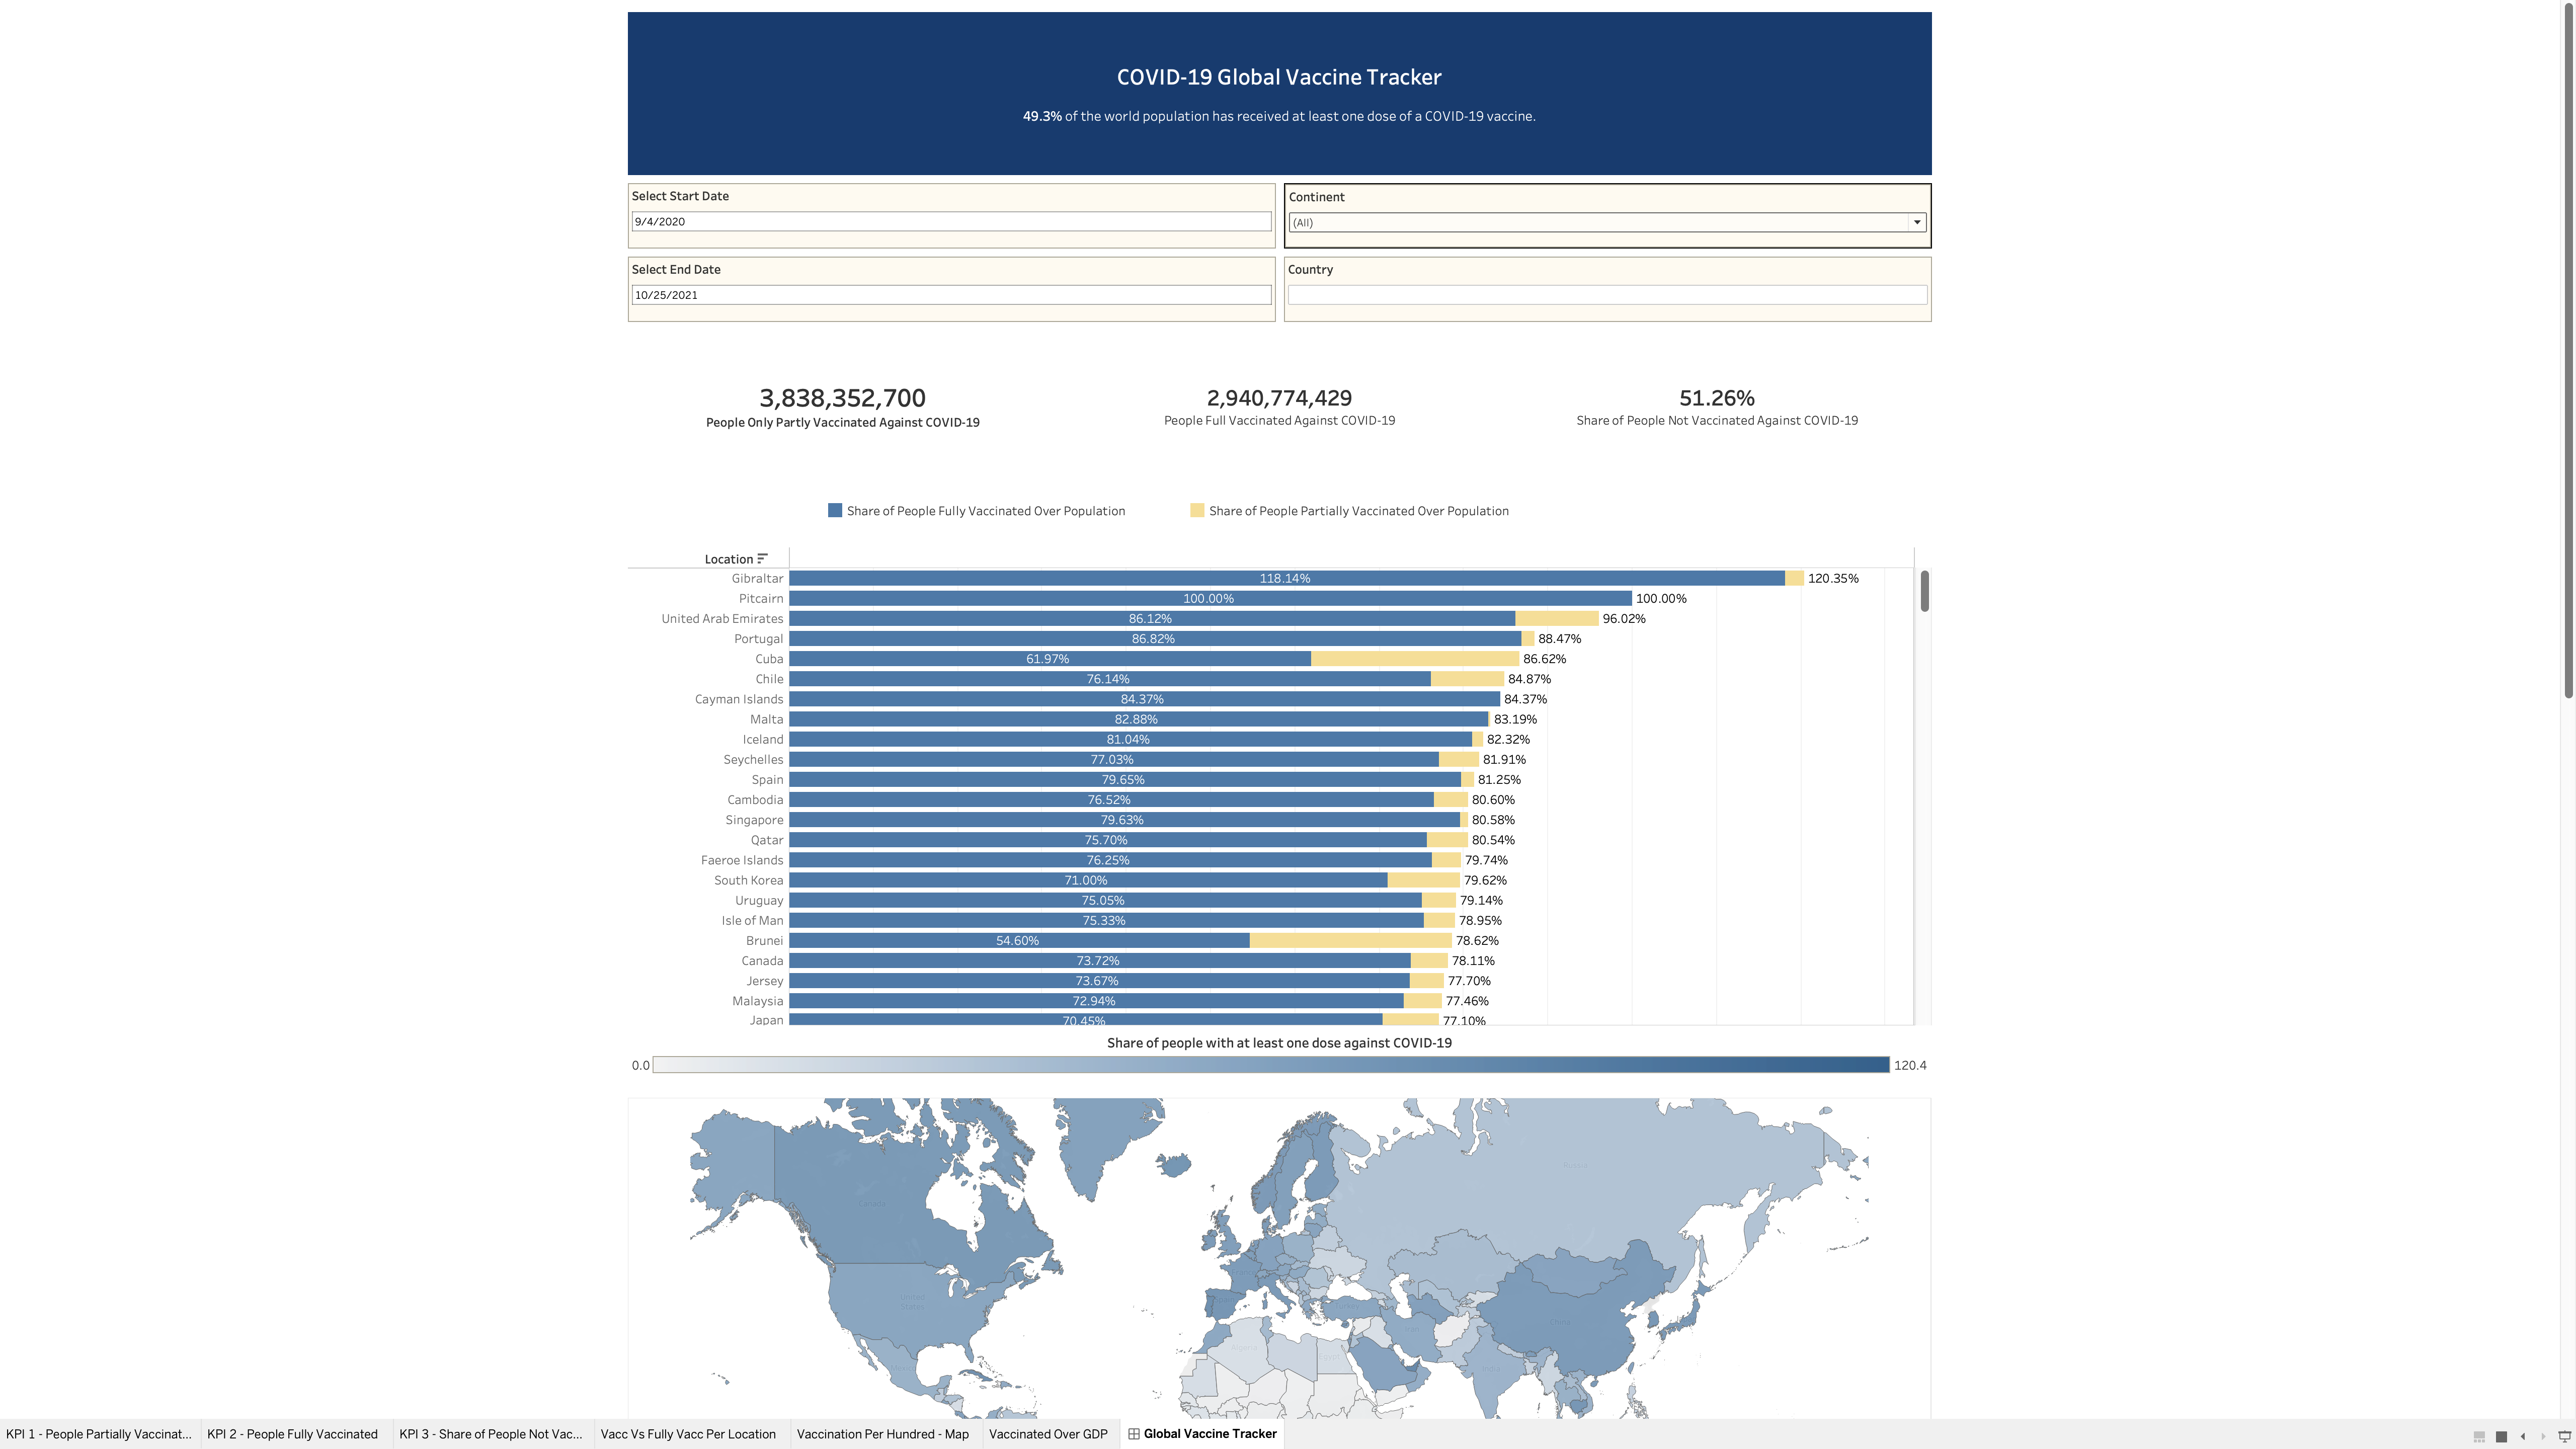 COVID-19 Global Vaccine Tracker
49.3% of the world population has received at least one dose of a COVID-19 vaccine.
Select Start Date
9/4/2020
Continent
(All)
Select End Date
10/25/2021
Country
3,838,352,700
People Only Partly Vaccinated Against COVID-19
2,940,774,429
People Full Vaccinated Against COVID-19
51.26%
Share of People Not Vaccinated Against COVID-19
Share of People Fully Vaccinated Over Population
Share of People Partially Vaccinated Over Population
Location
Gibraltar 118.14% 120.35%
Pitcairn 100.00% 100.00%
United Arab Emirates 86.12% 96.02%
Portugal 86.82% 88.47%
Cuba 61.97% 86.62%
Chile 76.14% 84.87%
Cayman Islands 84.37% 84.37%
Malta 82.88% 83.19%
Iceland 81.04% 82.32%
Seychelles 77.03% 81.91%
Spain 79.65% 81.25%
Cambodia 76.52% 80.60%
Singapore 79.63% 80.58%
Qatar 75.70% 80.54%
Faeroe Islands 76.25% 79.74%
South Korea 71.00% 79.62%
Uruguay 75.05% 79.14%
Isle of Man 75.33% 78.95%
Brunei 54.60% 78.62%
Canada 73.72% 78.11%
Jersey 73.67% 77.70%
Malaysia 72.94% 77.46%
Japan 70.45% 77.10%
Share of people with at least one dose against COVID-19
0.0 120.4
Russia
Canada
United
States
China
Algeria
India
KPI 1 - People Partially Vaccinat...
KPI 2 - People Fully Vaccinated
KPI 3 - Share of People Not Vac...
Vacc Vs Fully Vacc Per Location
Vaccination Per Hundred - Map
Vaccinated Over GDP
Global Vaccine Tracker